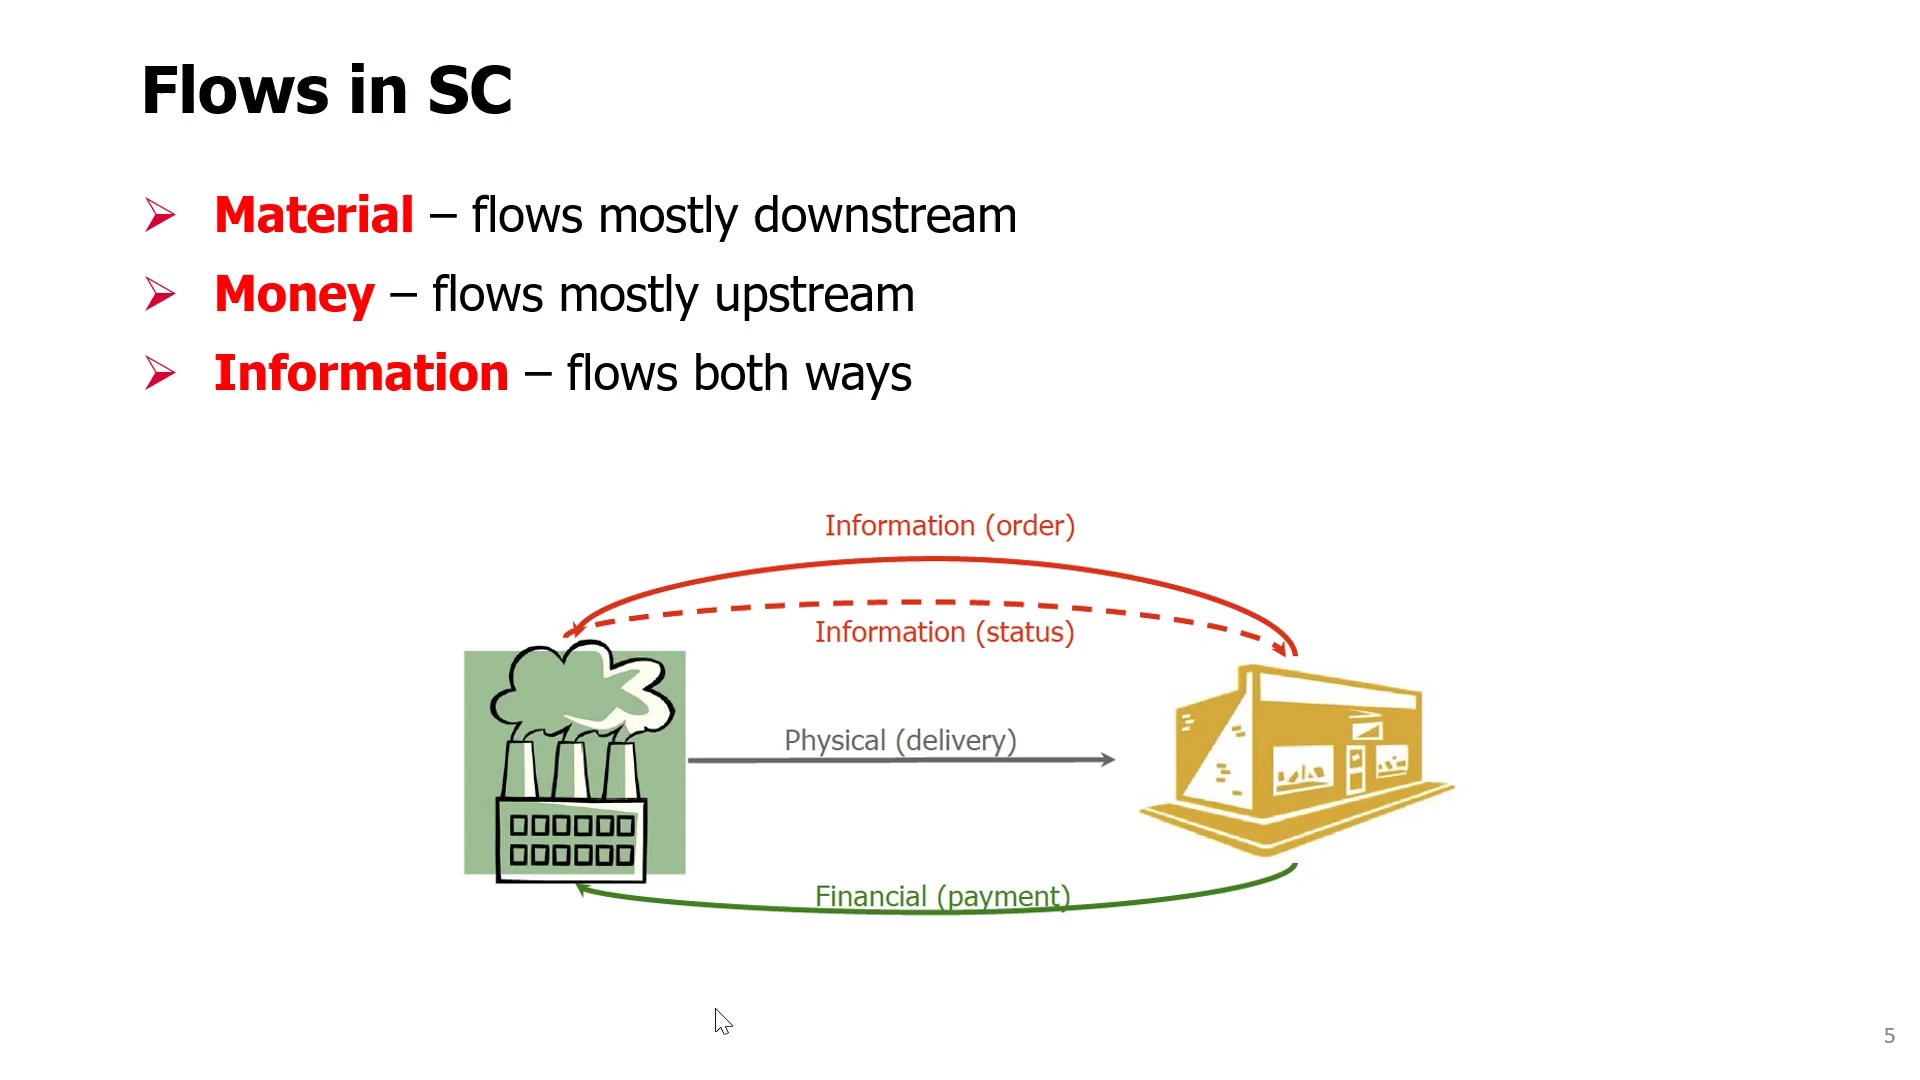 Flows in SC
Material – flows mostly downstream
Money – flows mostly upstream
Information – flows both ways
Information (order)
Information (status)
Physical (delivery)
Financial (payment)
5